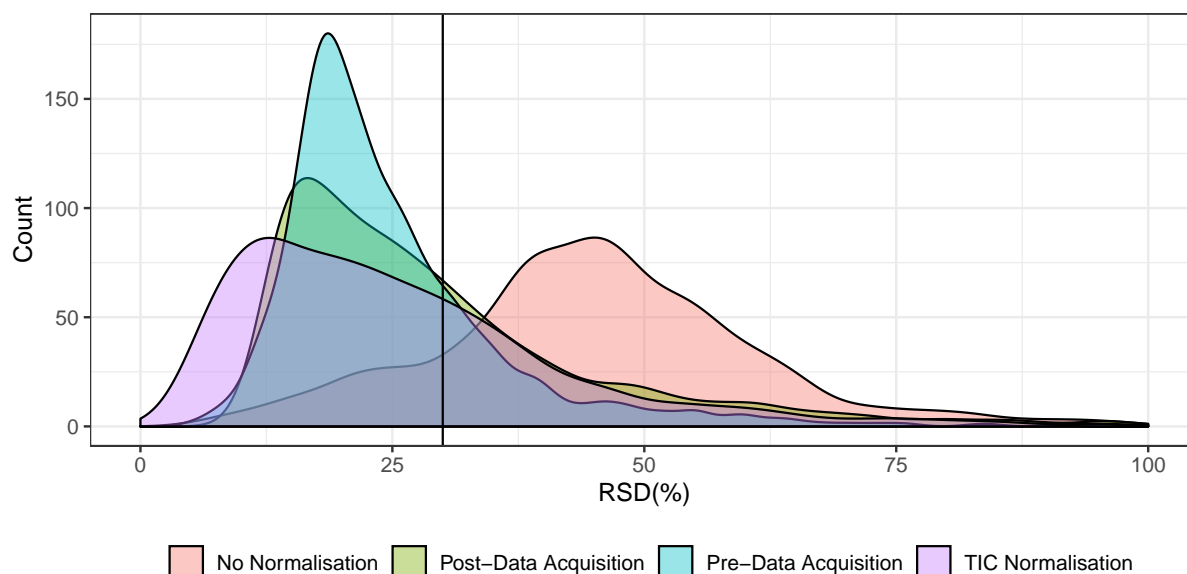 150
100
50
0
Count
0 25 50 75 100
RSD(%)
No Normalisation Post−Data Acquisition Pre−Data Acquisition TIC Normalisation